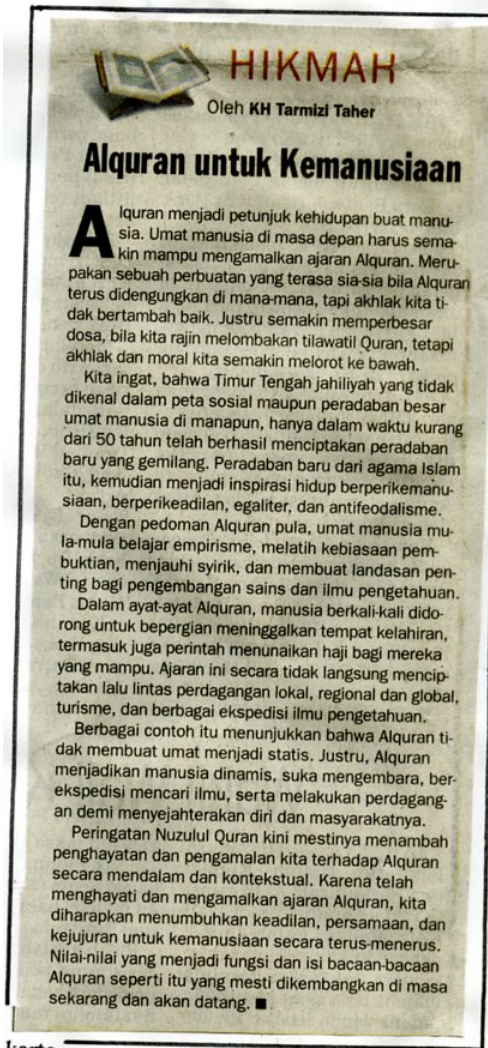 HIKMAH
Oleh KH Tarmizi Taher
Alquran untuk Kemanusiaan
Alquran menjadi petunjuk kehidupan buat manu-
sia. Umat manusia di masa depan harus sema-
kin mampu mengamalkan ajaran Alquran. Meru-
pakan sebuah perbuatan yang terasa sia-sia bila Alquran
terus didengungkan di mana-mana, tapi akhlak kita ti-
dak bertambah baik. Justru semakin memperbesar
dosa, bila kita rajin melombakan tilawatil Quran, tetapi
akhlak dan moral kita semakin melorot ke bawah.
Kita ingat, bahwa Timur Tengah jahiliyah yang tidak
dikenal dalam peta sosial maupun peradaban besar
umat manusia di manapun, hanya dalam waktu kurang
dari 50 tahun telah berhasil menciptakan peradaban
baru yang gemilang. Peradaban baru dari agama Islam
itu, kemudian menjadi inspirasi hidup berperikemanu-
siaan, berperikeadilan, egaliter, dan antifeodalisme.
Dengan pedoman Alquran pula, umat manusia mu-
la-mula belajar empirisme, melatih kebiasaan pem-
buktian, menjauhi syirik, dan membuat landasan pen-
ting bagi pengembangan sains dan ilmu pengetahuan.
Dalam ayat-ayat Alquran, manusia berkali-kali dido-
rong untuk bepergian meninggalkan tempat kelahiran,
termasuk juga perintah menunaikan haji bagi mereka
yang mampu. Ajaran ini secara tidak langsung mencip-
takan lalu lintas perdagangan lokal, regional dan global,
turisme, dan berbagai ekspedisi ilmu pengetahuan.
Berbagai contoh itu menunjukkan bahwa Alquran ti-
dak membuat umat menjadi statis. Justru, Alquran
menjadikan manusia dinamis, suka mengembara, ber-
ekspedisi mencari ilmu, serta melakukan perdagang-
an demi menyejahterakan diri dan masyarakatnya.
Peringatan Nuzulul Quran kini mestinya menambah
penghayatan dan pengamalan kita terhadap Alquran
secara mendalam dan kontekstual. Karena telah
menghayati dan mengamalkan ajaran Alquran, kita
diharapkan menumbuhkan keadilan, persamaan, dan
kejujuran untuk kemanusiaan secara terus-menerus.
Nilai-nilai yang menjadi fungsi dan isi bacaan-bacaan
Alquran seperti itu yang mesti dikembangkan di masa
sekarang dan akan datang. ■